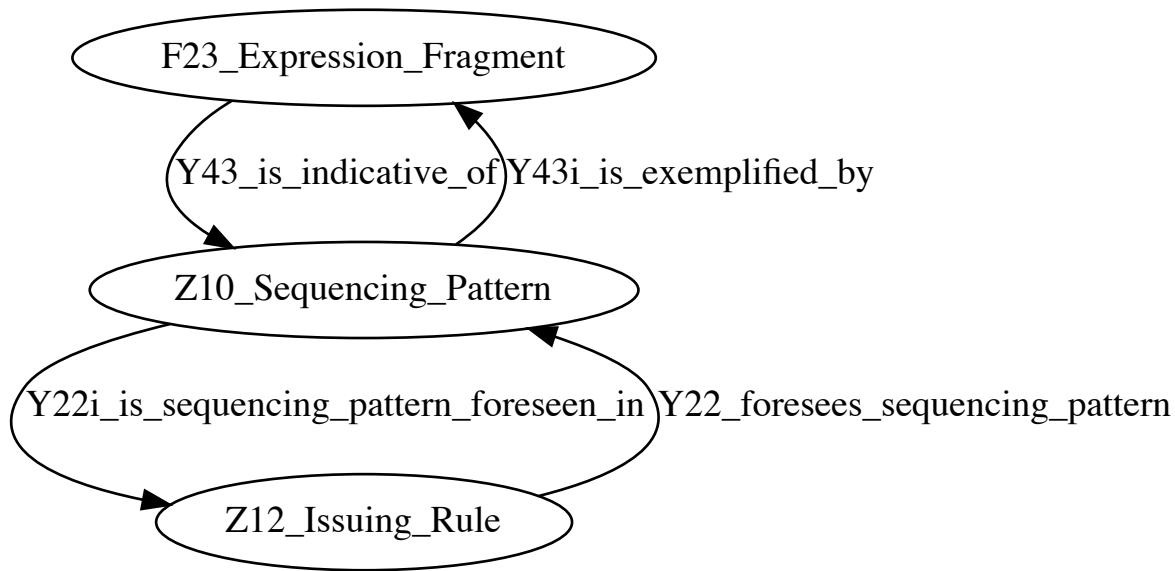 F23_Expression_Fragment
Y43_is_indicative_of
Y43i_is_exemplified_by
Z10_Sequencing_Pattern
Y22i_is_sequencing_pattern_foreseen_in
Y22_foresees_sequencing_pattern
Z12_Issuing_Rule